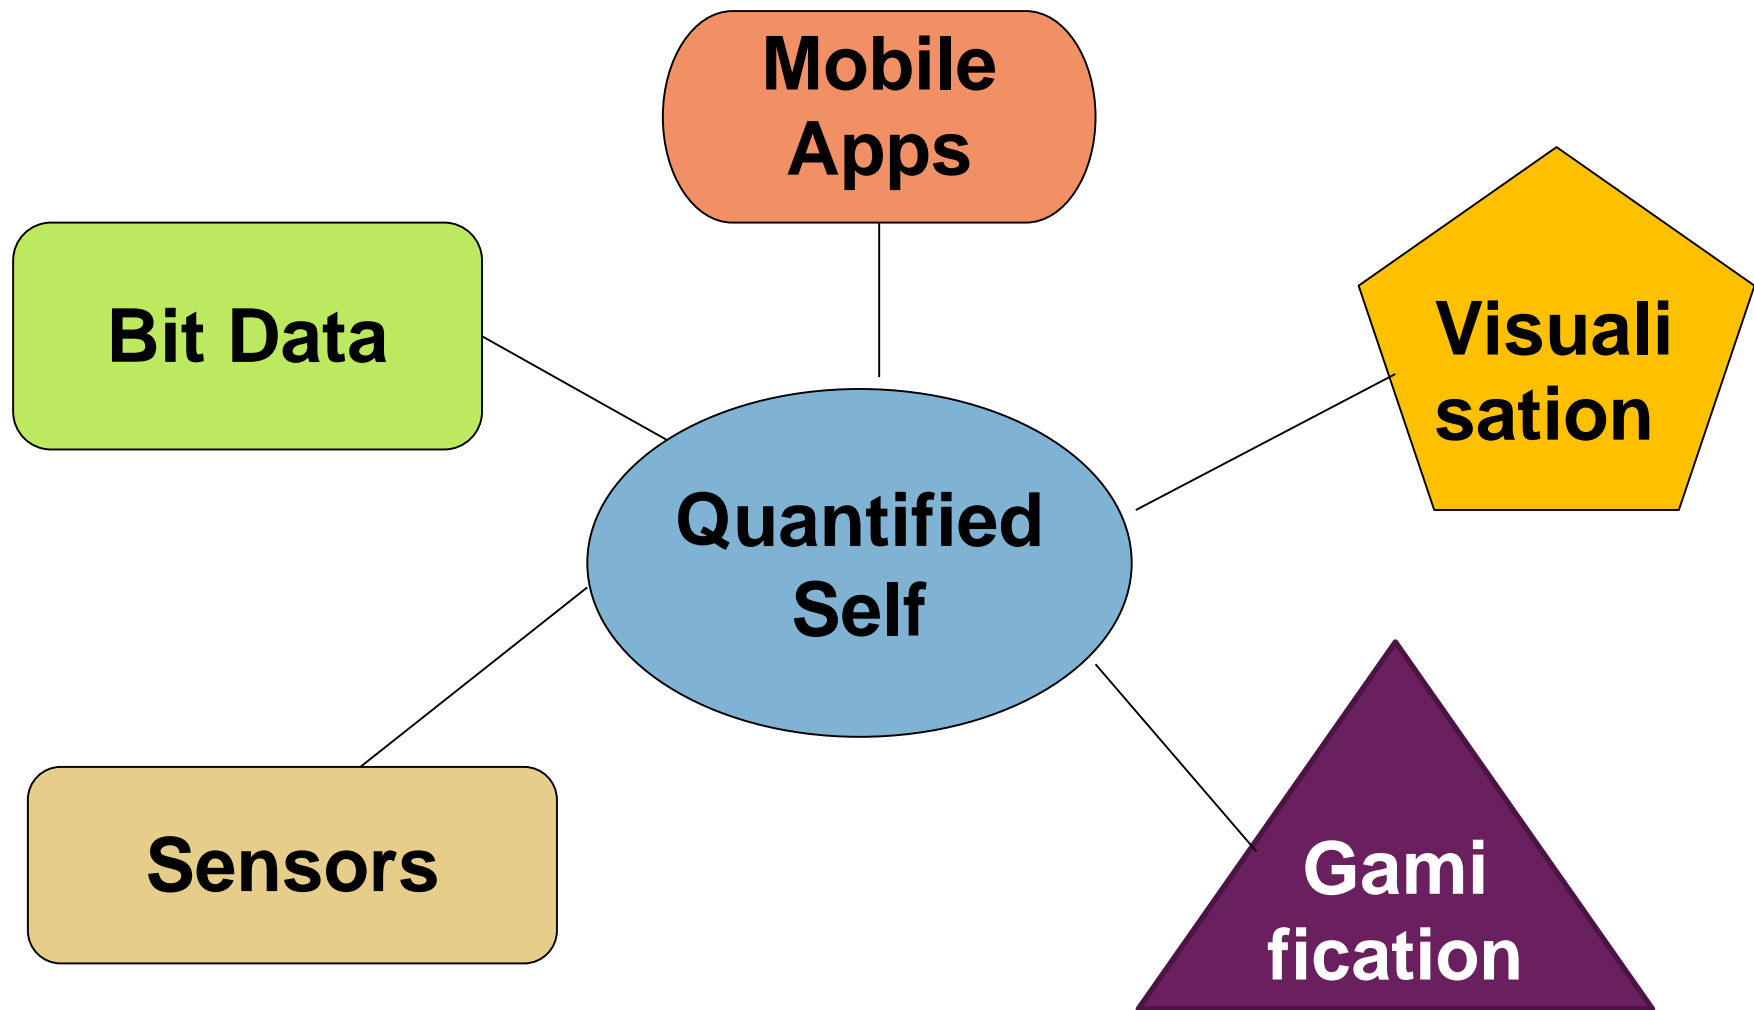 Mobile
Apps
Bit Data
Visuali
sation
Quantified
Self
Sensors
Gami
fication